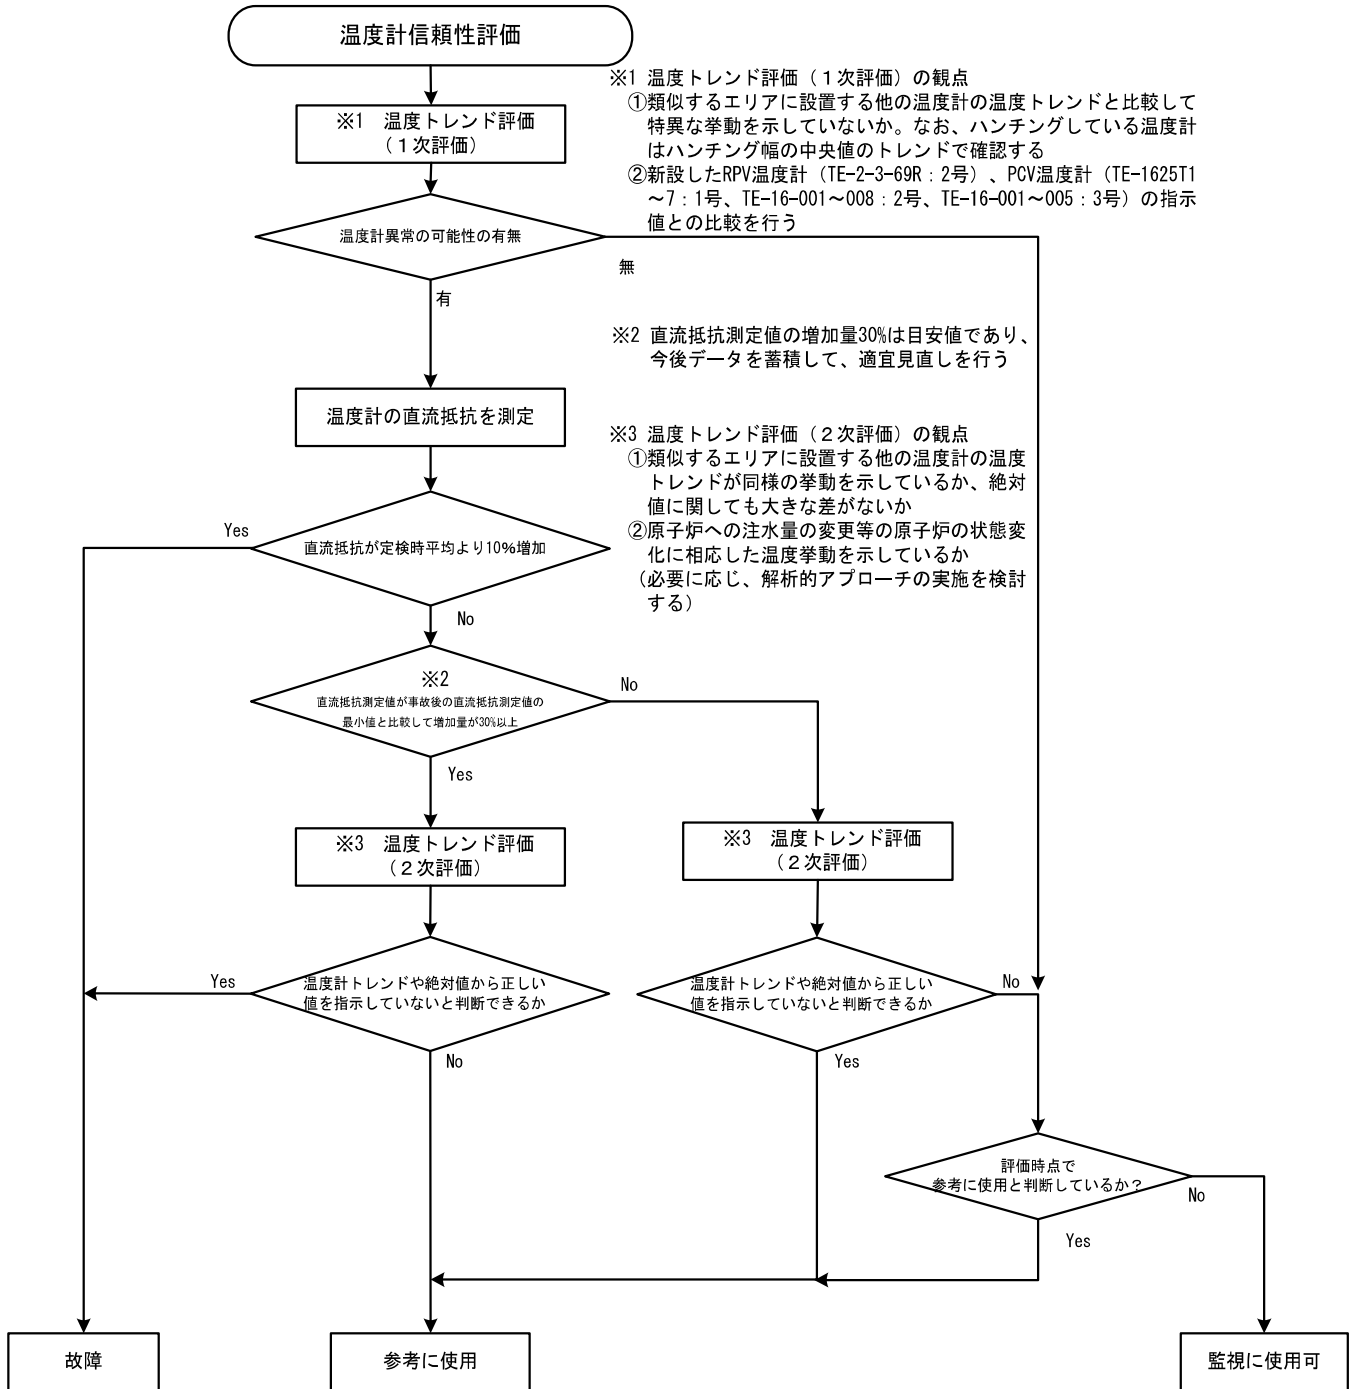 温度計信頼性評価
※1 温度トレンド評価
（１次評価）
※1 温度トレンド評価（１次評価）の観点
①類似するエリアに設置する他の温度計の温度トレンドと比較して
特異な挙動を示していないか。なお、ハンチングしている温度計
はハンチング幅の中央値のトレンドで確認する
②新設したRPV温度計（TE-2-3-69R：2号）、PCV温度計（TE-1625T1
～7：1号、TE-16-001～008：2号、TE-16-001～005：3号）の指示
値との比較を行う
温度計異常の可能性の有無
無
有
※2 直流抵抗測定値の増加量30%は目安値であり、
今後データを蓄積して、適宜見直しを行う
温度計の直流抵抗を測定
※3 温度トレンド評価（２次評価）の観点
①類似するエリアに設置する他の温度計の温度
トレンドが同様の挙動を示しているか、絶対
値に関しても大きな差がないか
②原子炉への注水量の変更等の原子炉の状態変
化に相応した温度挙動を示しているか
（必要に応じ、解析的アプローチの実施を検討
する）
Yes
直流抵抗が定検時平均より10%増加
No
※2
直流抵抗測定値が事故後の直流抵抗測定値の
最小値と比較して増加量が30%以上
No
Yes
※3 温度トレンド評価
（２次評価）
※3 温度トレンド評価
（２次評価）
Yes
温度計トレンドや絶対値から正しい
値を指示していないと判断できるか
No
温度計トレンドや絶対値から正しい
値を指示していないと判断できるか
No
Yes
評価時点で
参考に使用と判断しているか？
No
Yes
故障
参考に使用
監視に使用可